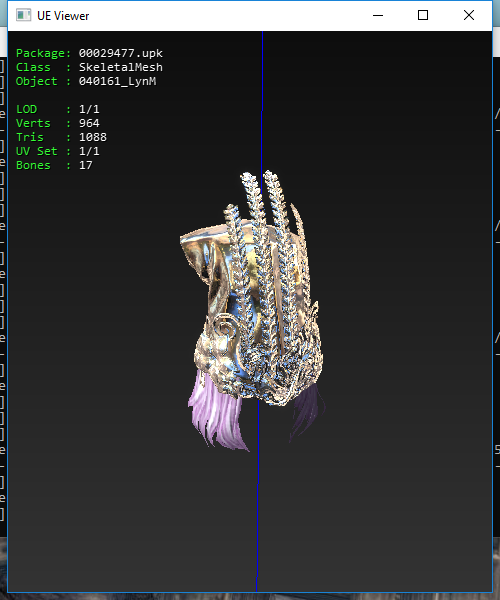 UE Viewer
Package: 00029477.upk
Class : SkeletalMesh
Object : 040161_LynM
LOD : 1/1
Verts : 964
Tris : 1088
UV Set : 1/1
Bones : 17